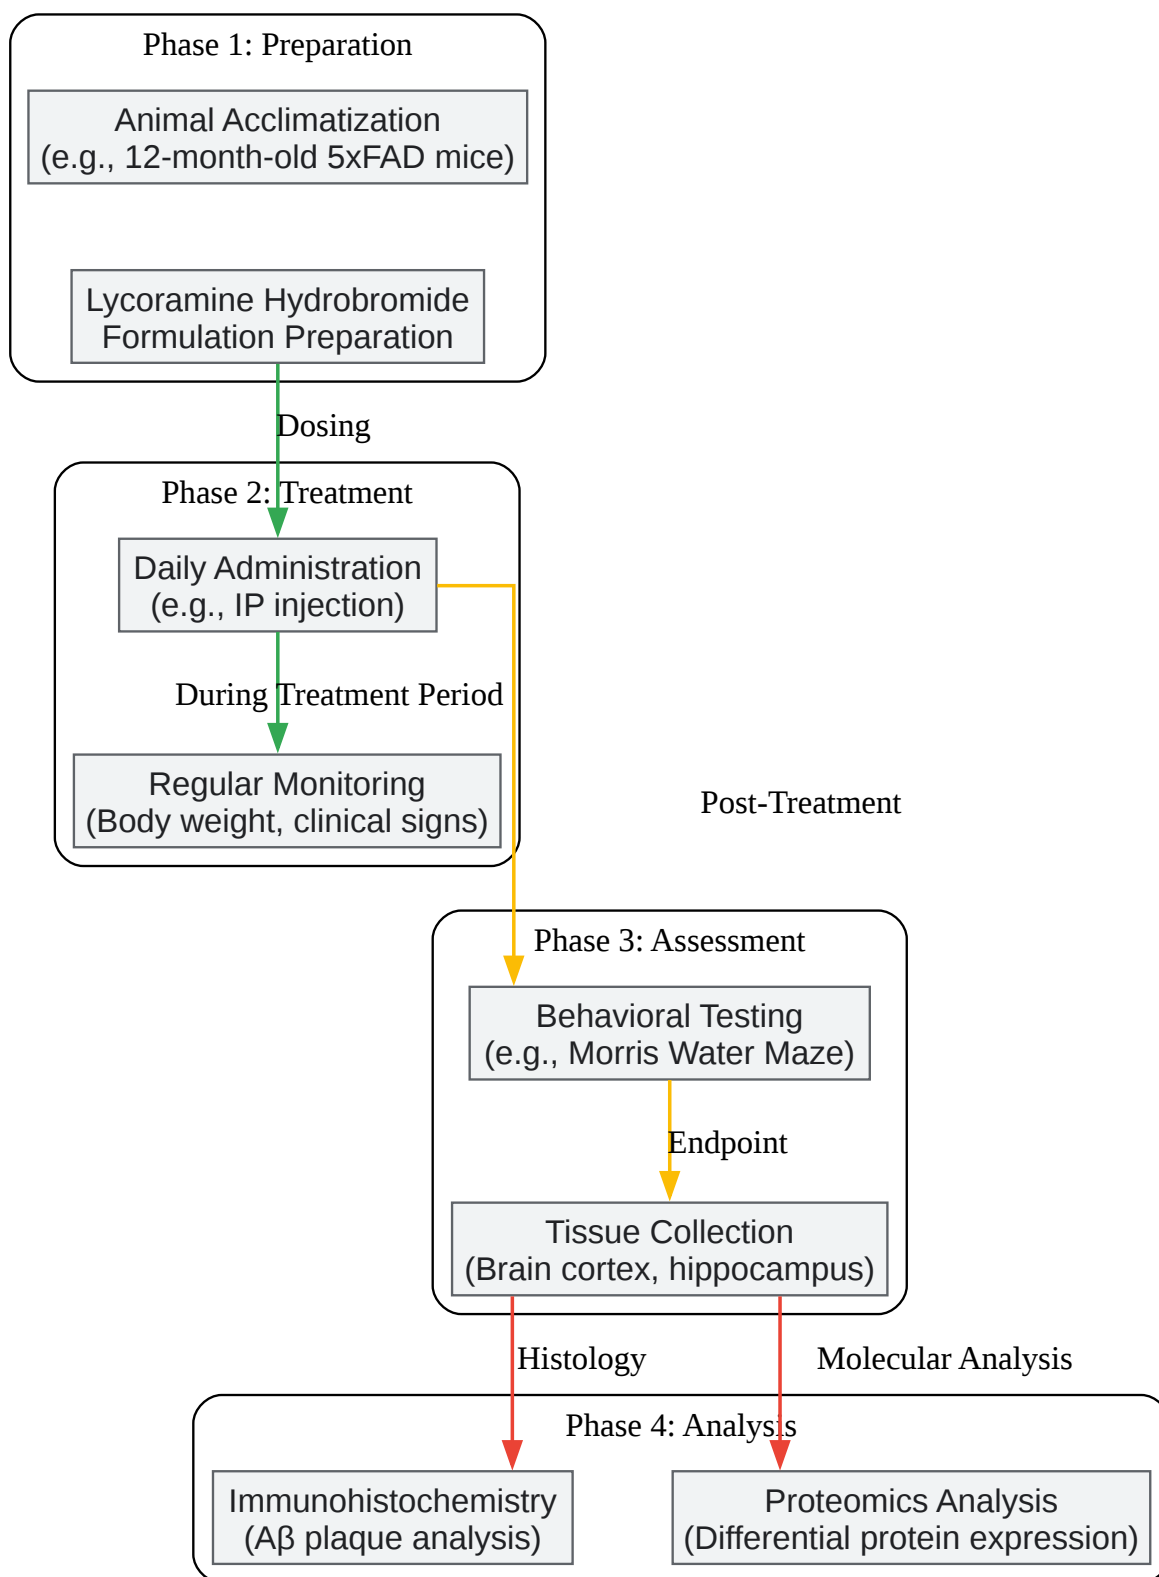 Phase 1: Preparation
Animal Acclimatization
(e.g., 12-month-old 5xFAD mice)
Lycoramine Hydrobromide
Formulation Preparation
Dosing
Phase 2: Treatment
Daily Administration
(e.g., IP injection)
During Treatment Period
Regular Monitoring
(Body weight, clinical signs)
Post-Treatment
Phase 3: Assessment
Behavioral Testing
(e.g., Morris Water Maze)
Endpoint
Tissue Collection
(Brain cortex, hippocampus)
Histology
Molecular Analysis
Phase 4: Analysis
Immunohistochemistry
(Aβ plaque analysis)
Proteomics Analysis
(Differential protein expression)